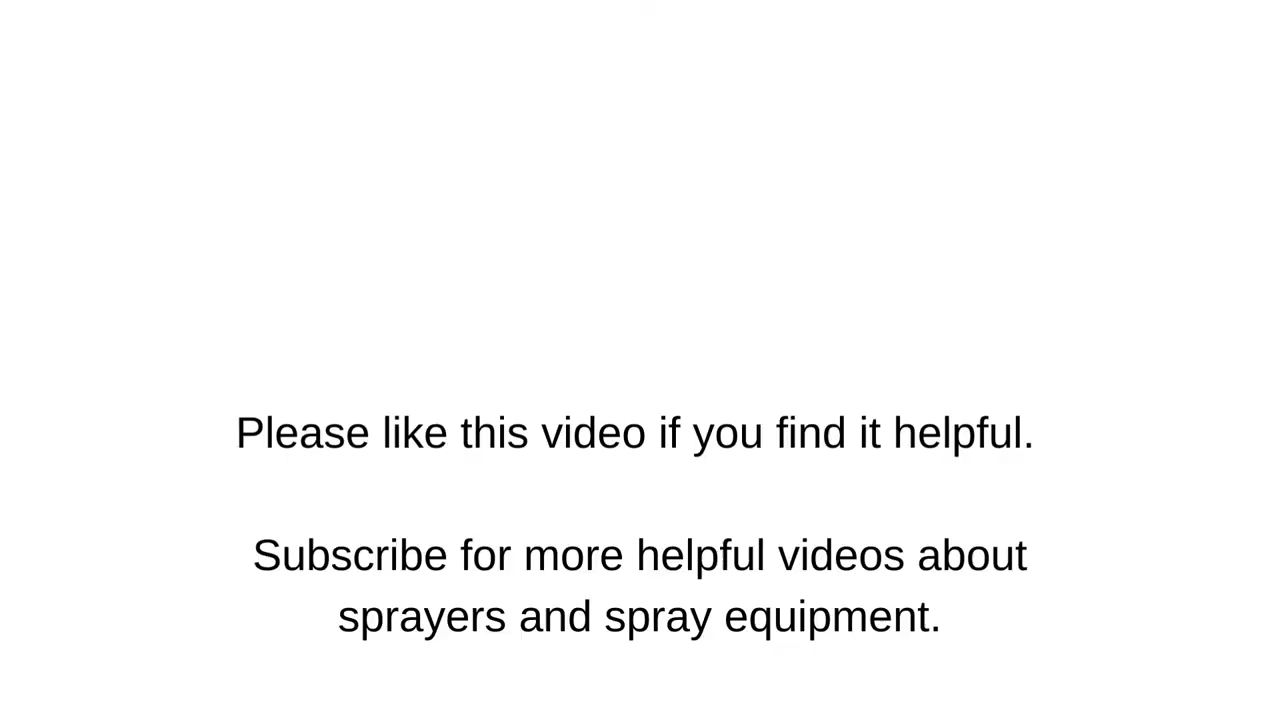 Please like this video if you find it helpful.
Subscribe for more helpful videos about
sprayers and spray equipment.